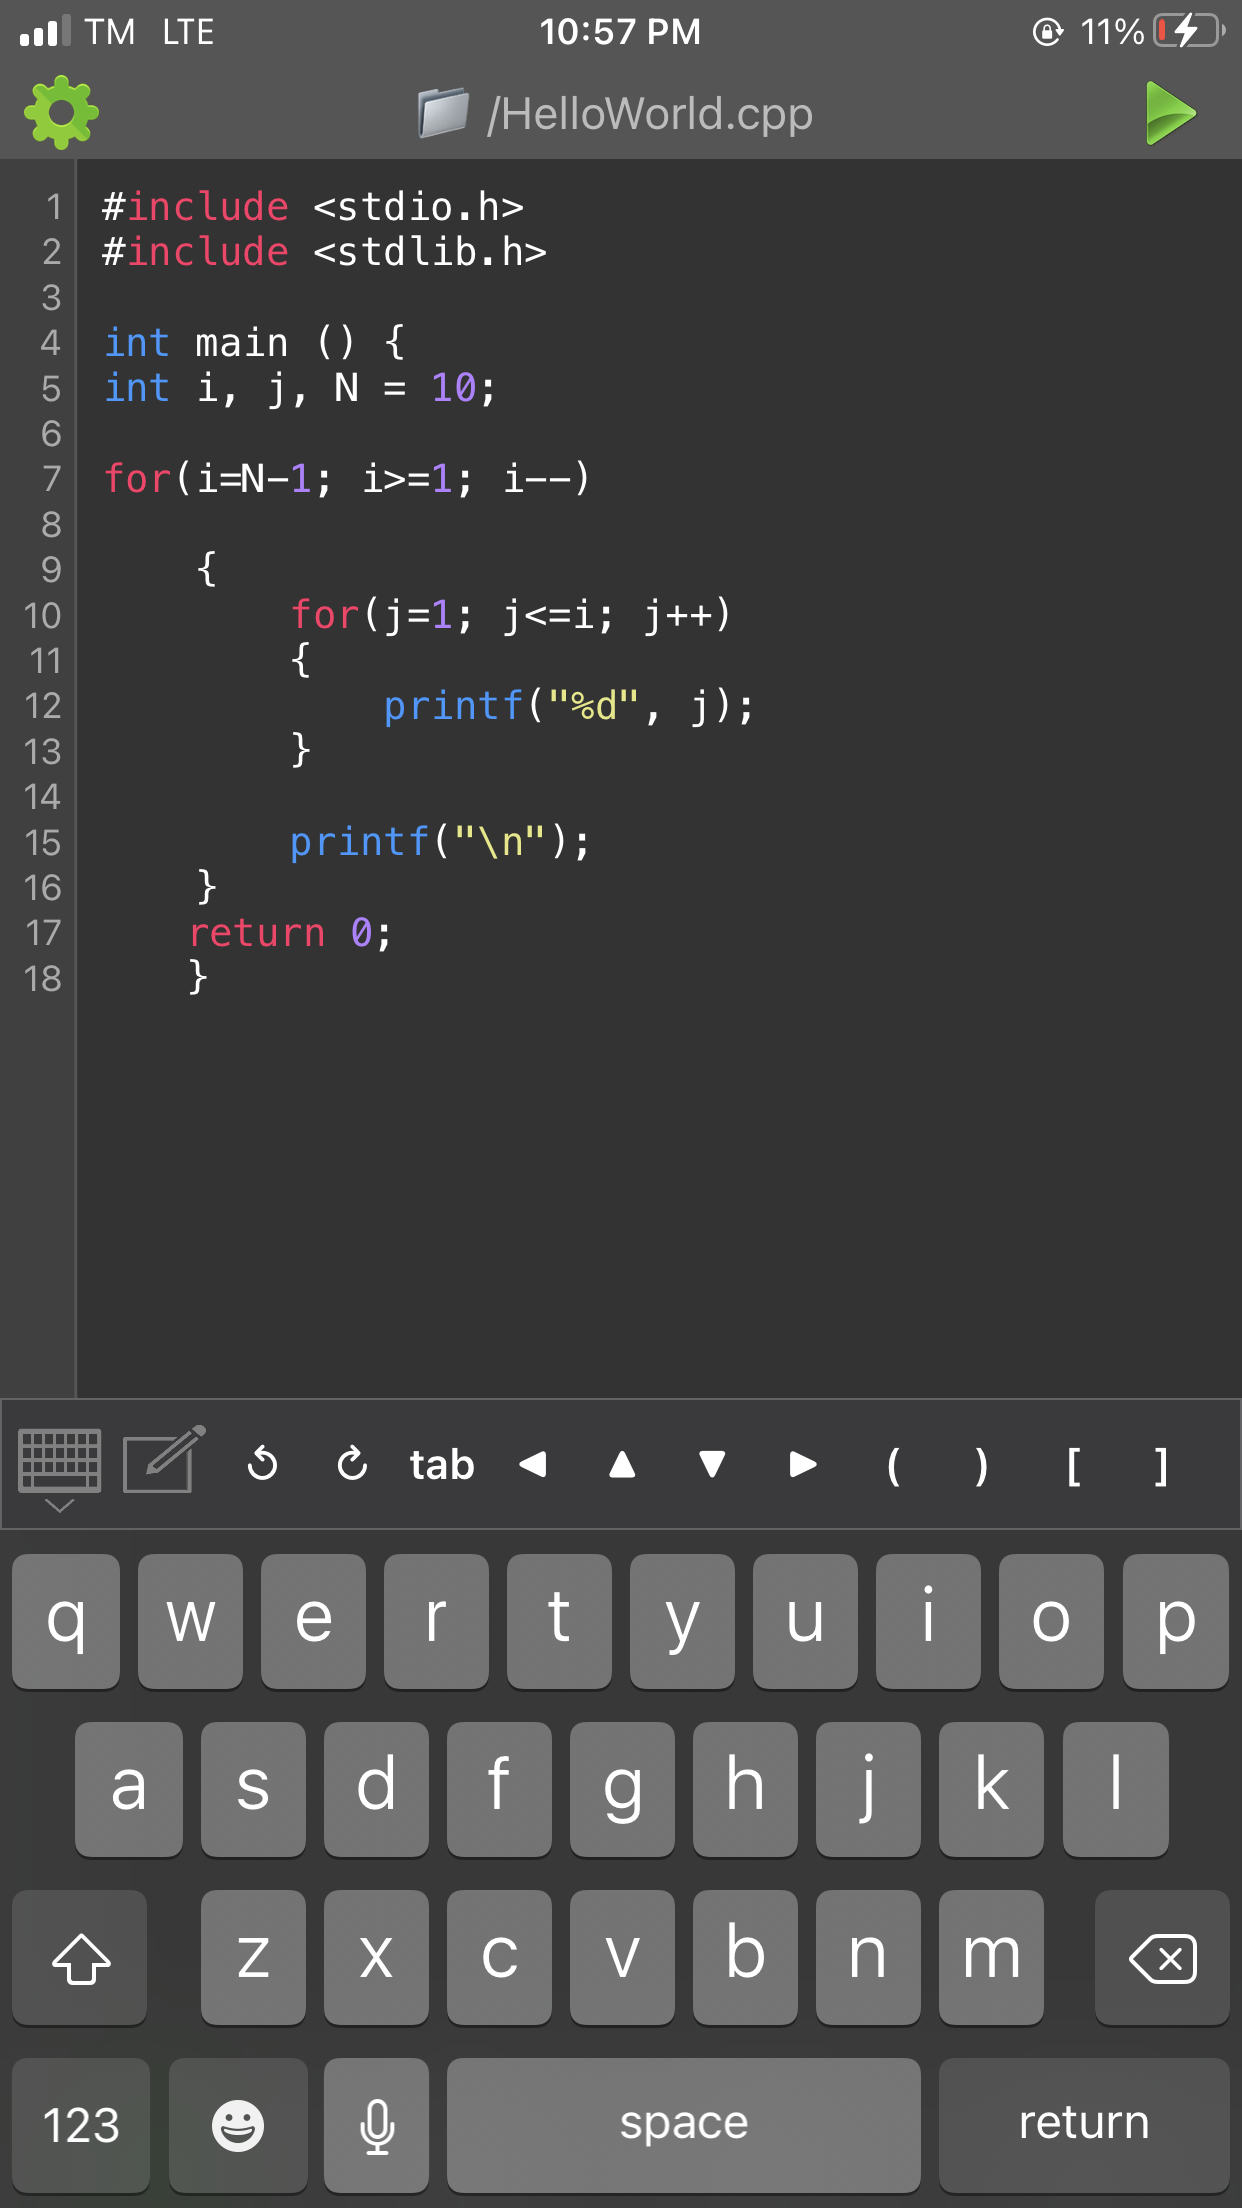 TM LTE 10:57 PM 11%
/HelloWorld.cpp
1 #include <stdio.h>
2 #include <stdlib.h>
3
4 int main () {
5 int i, j, N = 10;
6
7 for(i=N-1; i>=1; i--)
8
9 {
10 for(j=1; j<=i; j++)
11 {
12 printf("%d", j);
13 }
14
15 printf("\n");
16 }
17 return 0;
18 }
tab ( ) [ ]
q w e r t y u i o p
a s d f g h j k l
z x c v b n m
123 space return